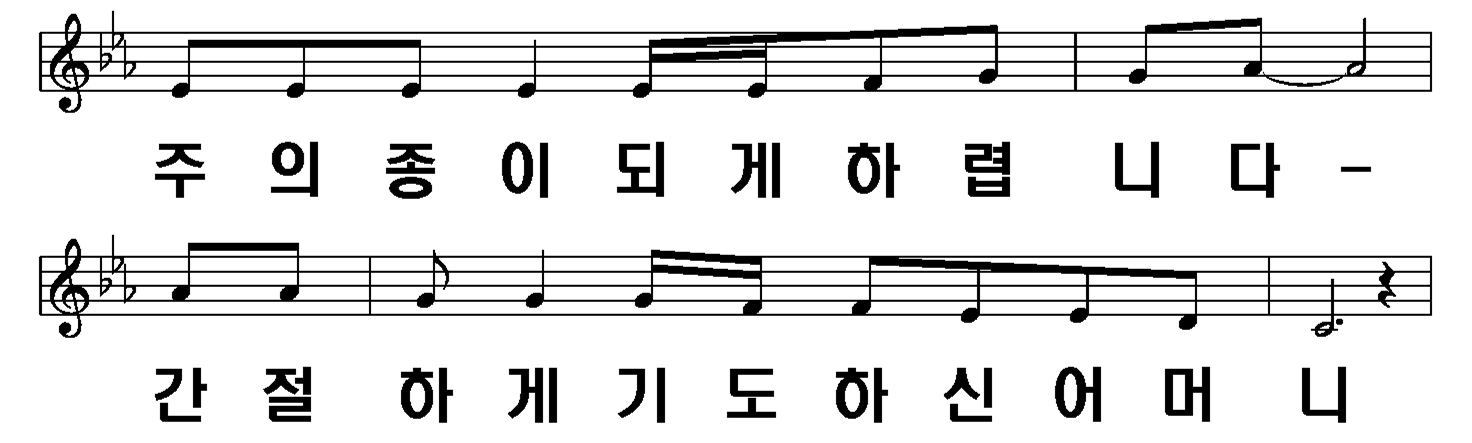 주 의 종 이 되 게 하 렵 니 다 -
간 절 하 게 기 도 하 신 어 머 니